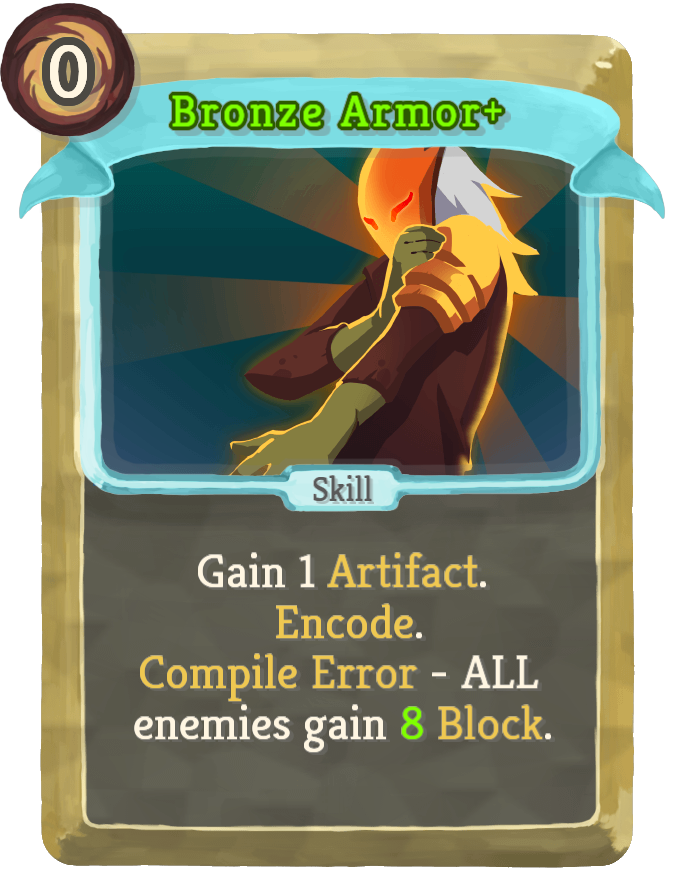 0
Bronze Armor+
Skill
Gain 1 Artifact.
Encode.
Compile Error - ALL
enemies gain 8 Block.